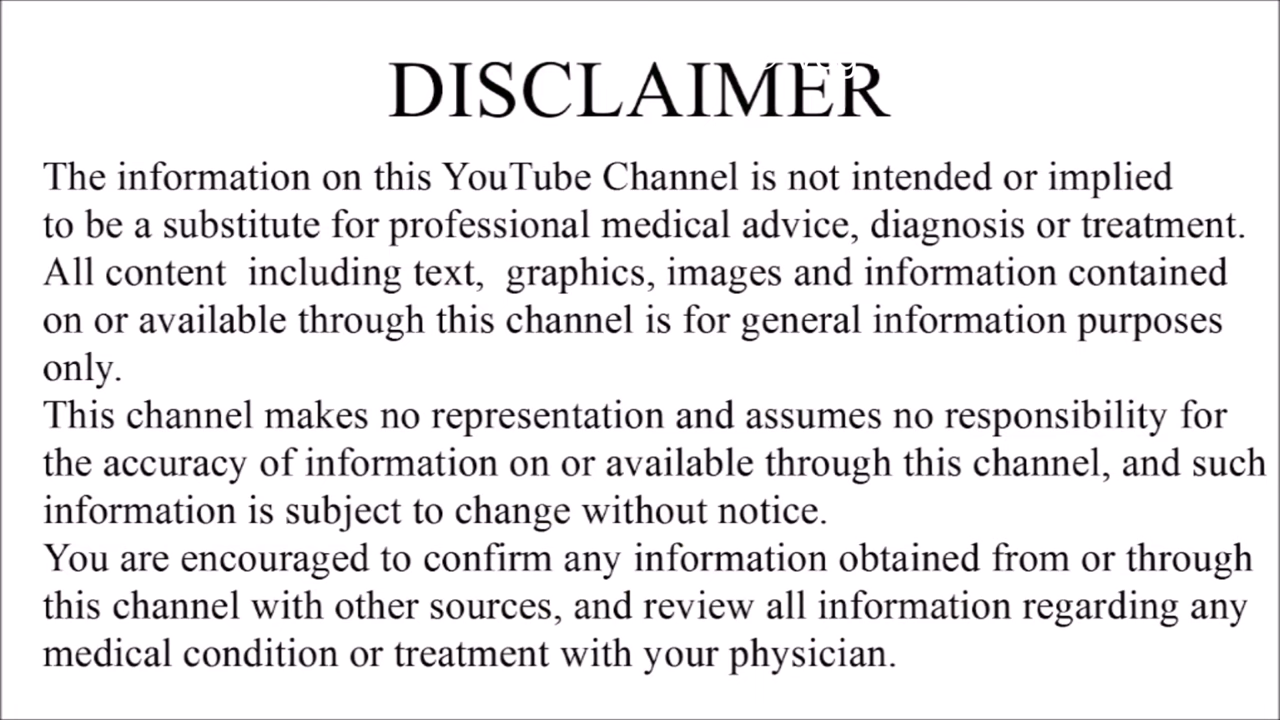 DISCLAIMER
The information on this YouTube Channel is not intended or implied
to be a substitute for professional medical advice, diagnosis or treatment.
All content  including text,  graphics, images and information contained
on or available through this channel is for general information purposes
only.
This channel makes no representation and assumes no responsibility for
the accuracy of information on or available through this channel, and such
information is subject to change without notice.
You are encouraged to confirm any information obtained from or through
this channel with other sources, and review all information regarding any
medical condition or treatment with your physician.